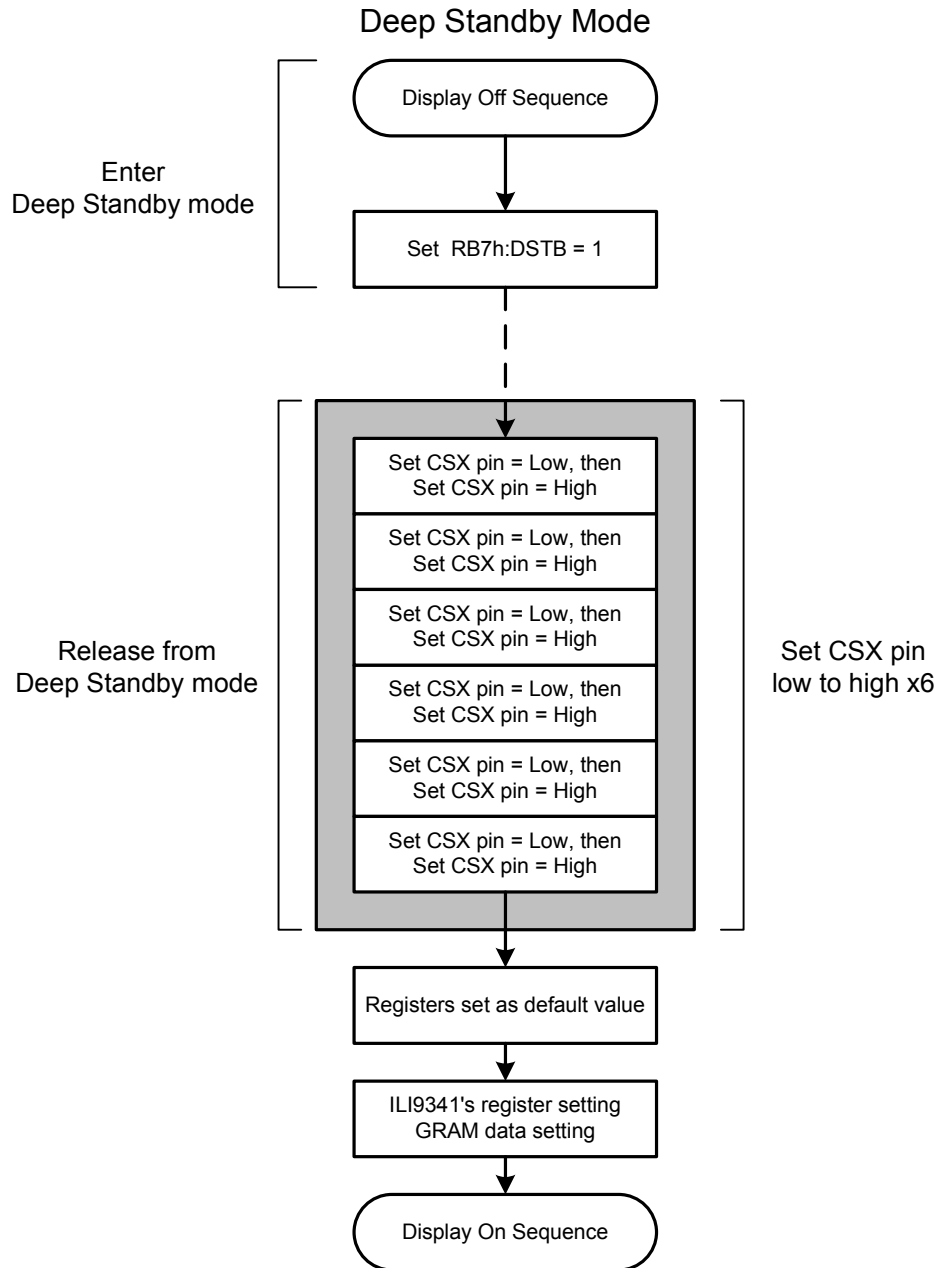 Deep Standby Mode
Display Off Sequence
Enter
Deep Standby mode
Set RB7h:DSTB = 1
Set CSX pin = Low, then
Set CSX pin = High
Set CSX pin = Low, then
Set CSX pin = High
Set CSX pin = Low, then
Set CSX pin = High
Set CSX pin = Low, then
Set CSX pin = High
Set CSX pin = Low, then
Set CSX pin = High
Set CSX pin = Low, then
Set CSX pin = High
Release from
Deep Standby mode
Set CSX pin
low to high x6
Registers set as default value
ILI9341's register setting
GRAM data setting
Display On Sequence